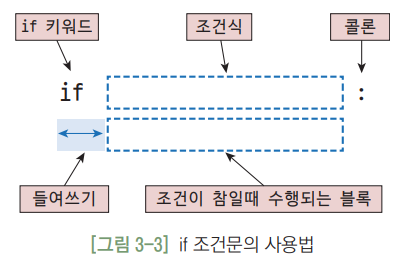 if 키워드 조건식 콜론
if :
들여쓰기 조건이 참일때 수행되는 블록
[그림 3-3] if 조건문의 사용법